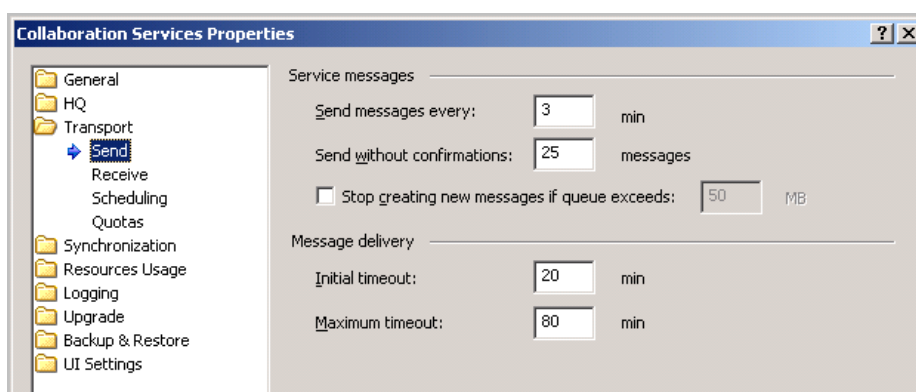 Collaboration Services Properties
General
HQ
Transport
Send
Receive
Scheduling
Quotas
Synchronization
Resources Usage
Logging
Upgrade
Backup & Restore
UI Settings
Service messages
Send messages every: 3 min
Send without confirmations: 25 messages
Stop creating new messages if queue exceeds: 50 MB
Message delivery
Initial timeout: 20 min
Maximum timeout: 80 min